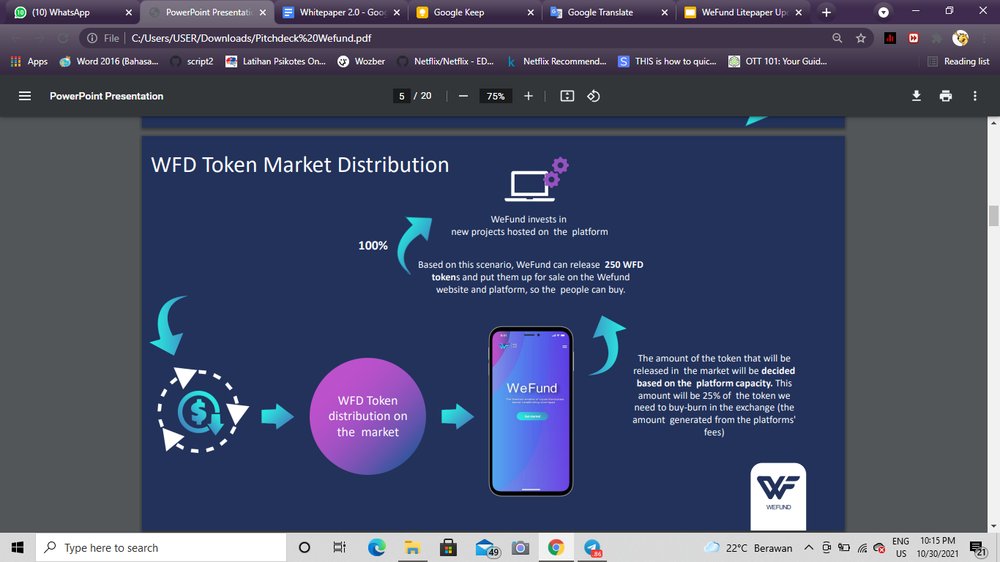 10
(10) WhatsApp
PowerPoint Presentatio
Whitepaper 2.0 - Goog
Google Keep
Google Translate
WeFund Litepaper Upd
File
C:/Users/USER/Downloads/Pitchdeck%20Wefund.pdf
Apps
Word 2016 (Bahasa...
script2
Latihan Psikotes On...
Wozber
Netflix/Netflix - ED...
Netflix Recommend...
THIS is how to quic...
OTT 101: Your Guid...
Reading list
PowerPoint Presentation
5 / 20
75%
WFD Token Market Distribution
WeFund invests in
new projects hosted on the platform
100%
Based on this scenario, WeFund can release 250 WFD
tokens and put them up for sale on the Wefund
website and platform, so the people can buy.
WFD Token
distribution on
the market
WeFund
Get started
The amount of the token that will be
released in the market will be decided
based on the platform capacity. This
amount will be 25% of the token we
need to buy-burn in the exchange (the
amount generated from the platforms'
fees)
WEFUND
Type here to search
49
.86
22°C Berawan
ENG
US
10:15 PM
10/30/2021
21